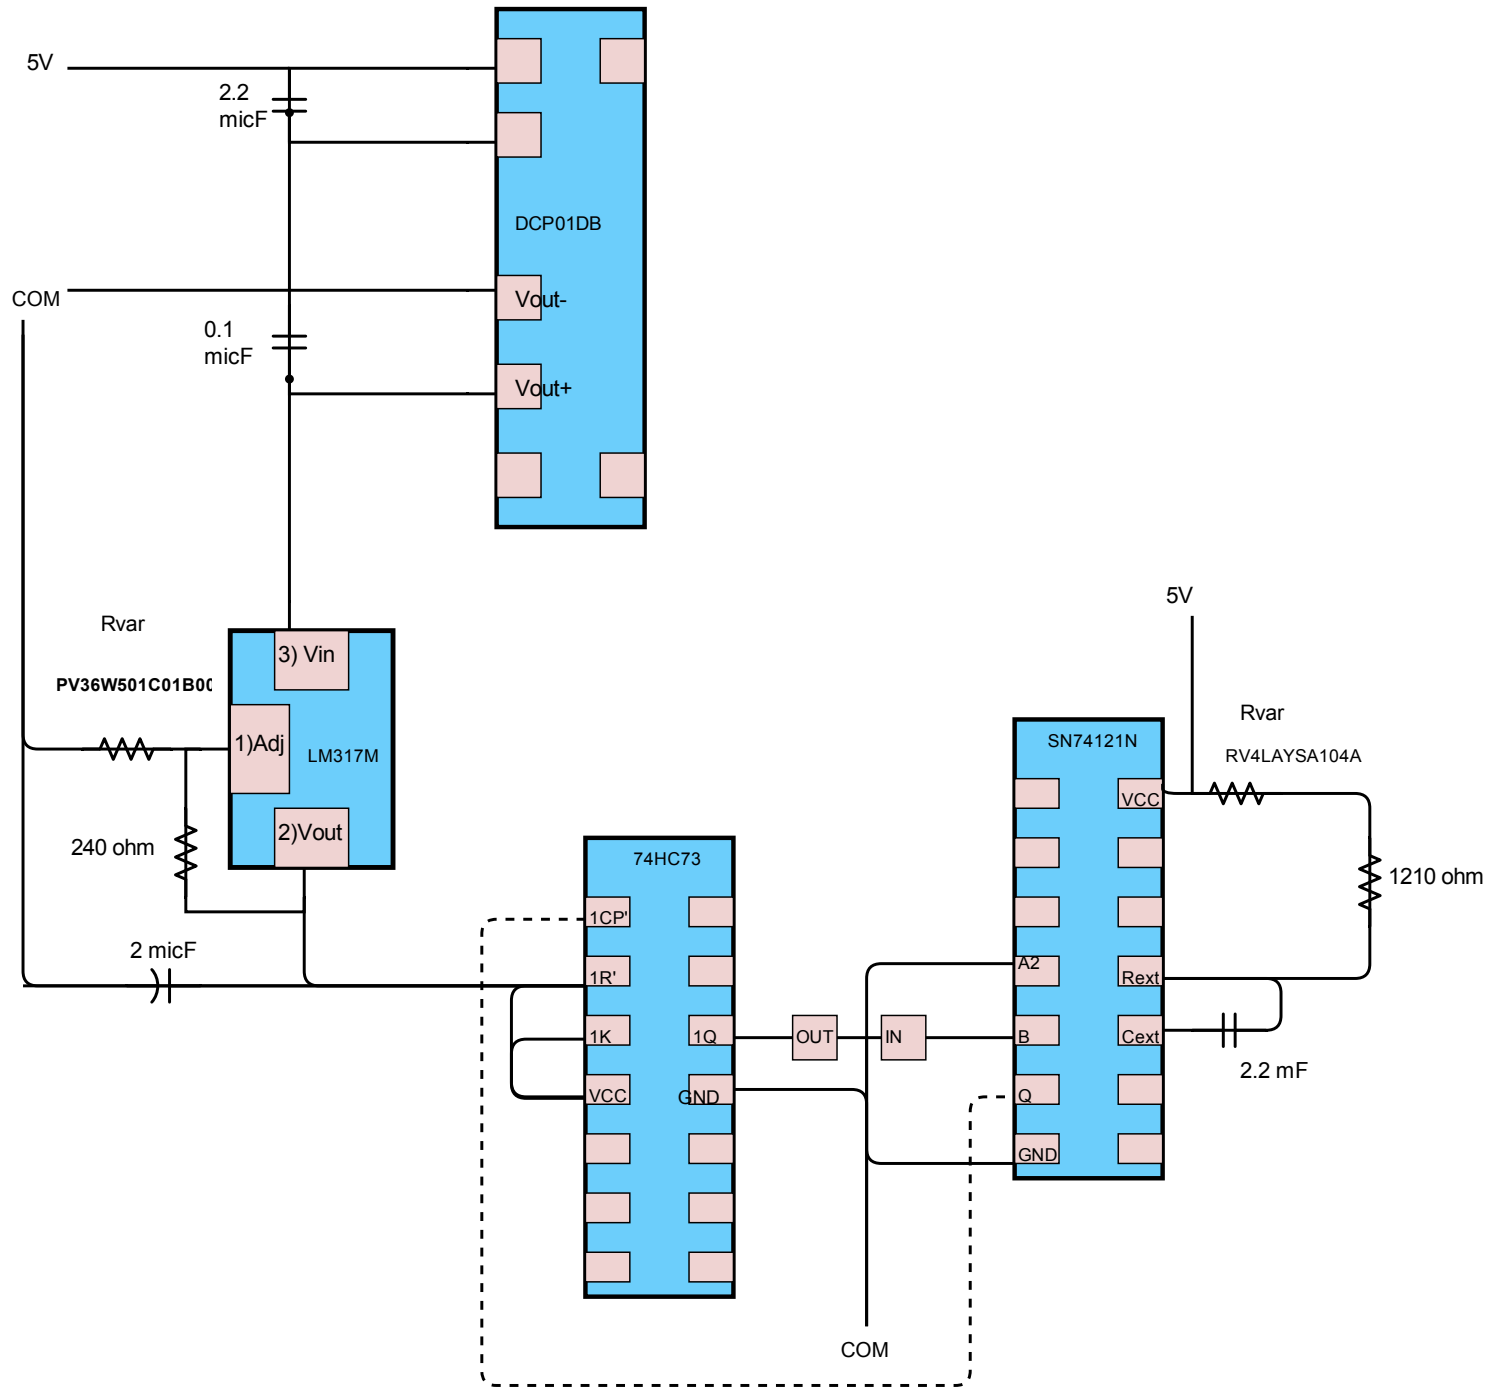 5V
2.2
micF
DCP01DB
COM
Vout-
0.1
micF
Vout+
Rvar
PV36W501C01B00
3) Vin
1)Adj
LM317M
2)Vout
240 ohm
2 micF
74HC73
1CP'
1R'
1K
1Q
VCC
GND
OUT
IN
5V
Rvar
RV4LAYSA104A
SN74121N
VCC
1210 ohm
A2
Rext
B
Cext
2.2 mF
Q
GND
COM